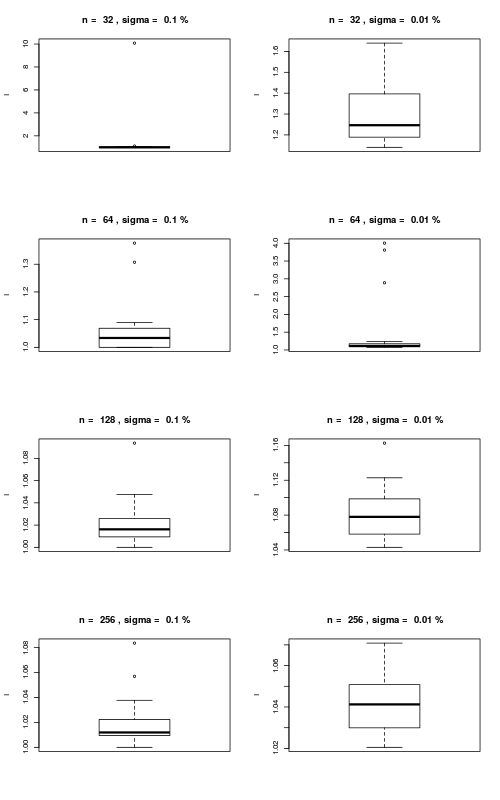 n = 32 , sigma = 0.1 %
n = 32 , sigma = 0.01 %
I
2
4
6
8
10
I
1.2
1.3
1.4
1.5
1.6
n = 64 , sigma = 0.1 %
n = 64 , sigma = 0.01 %
I
1.0
1.1
1.2
1.3
I
1.0
1.5
2.0
2.5
3.0
3.5
4.0
n = 128 , sigma = 0.1 %
n = 128 , sigma = 0.01 %
I
1.00
1.02
1.04
1.06
1.08
I
1.04
1.08
1.12
1.16
n = 256 , sigma = 0.1 %
n = 256 , sigma = 0.01 %
I
1.00
1.02
1.04
1.06
1.08
I
1.02
1.04
1.06